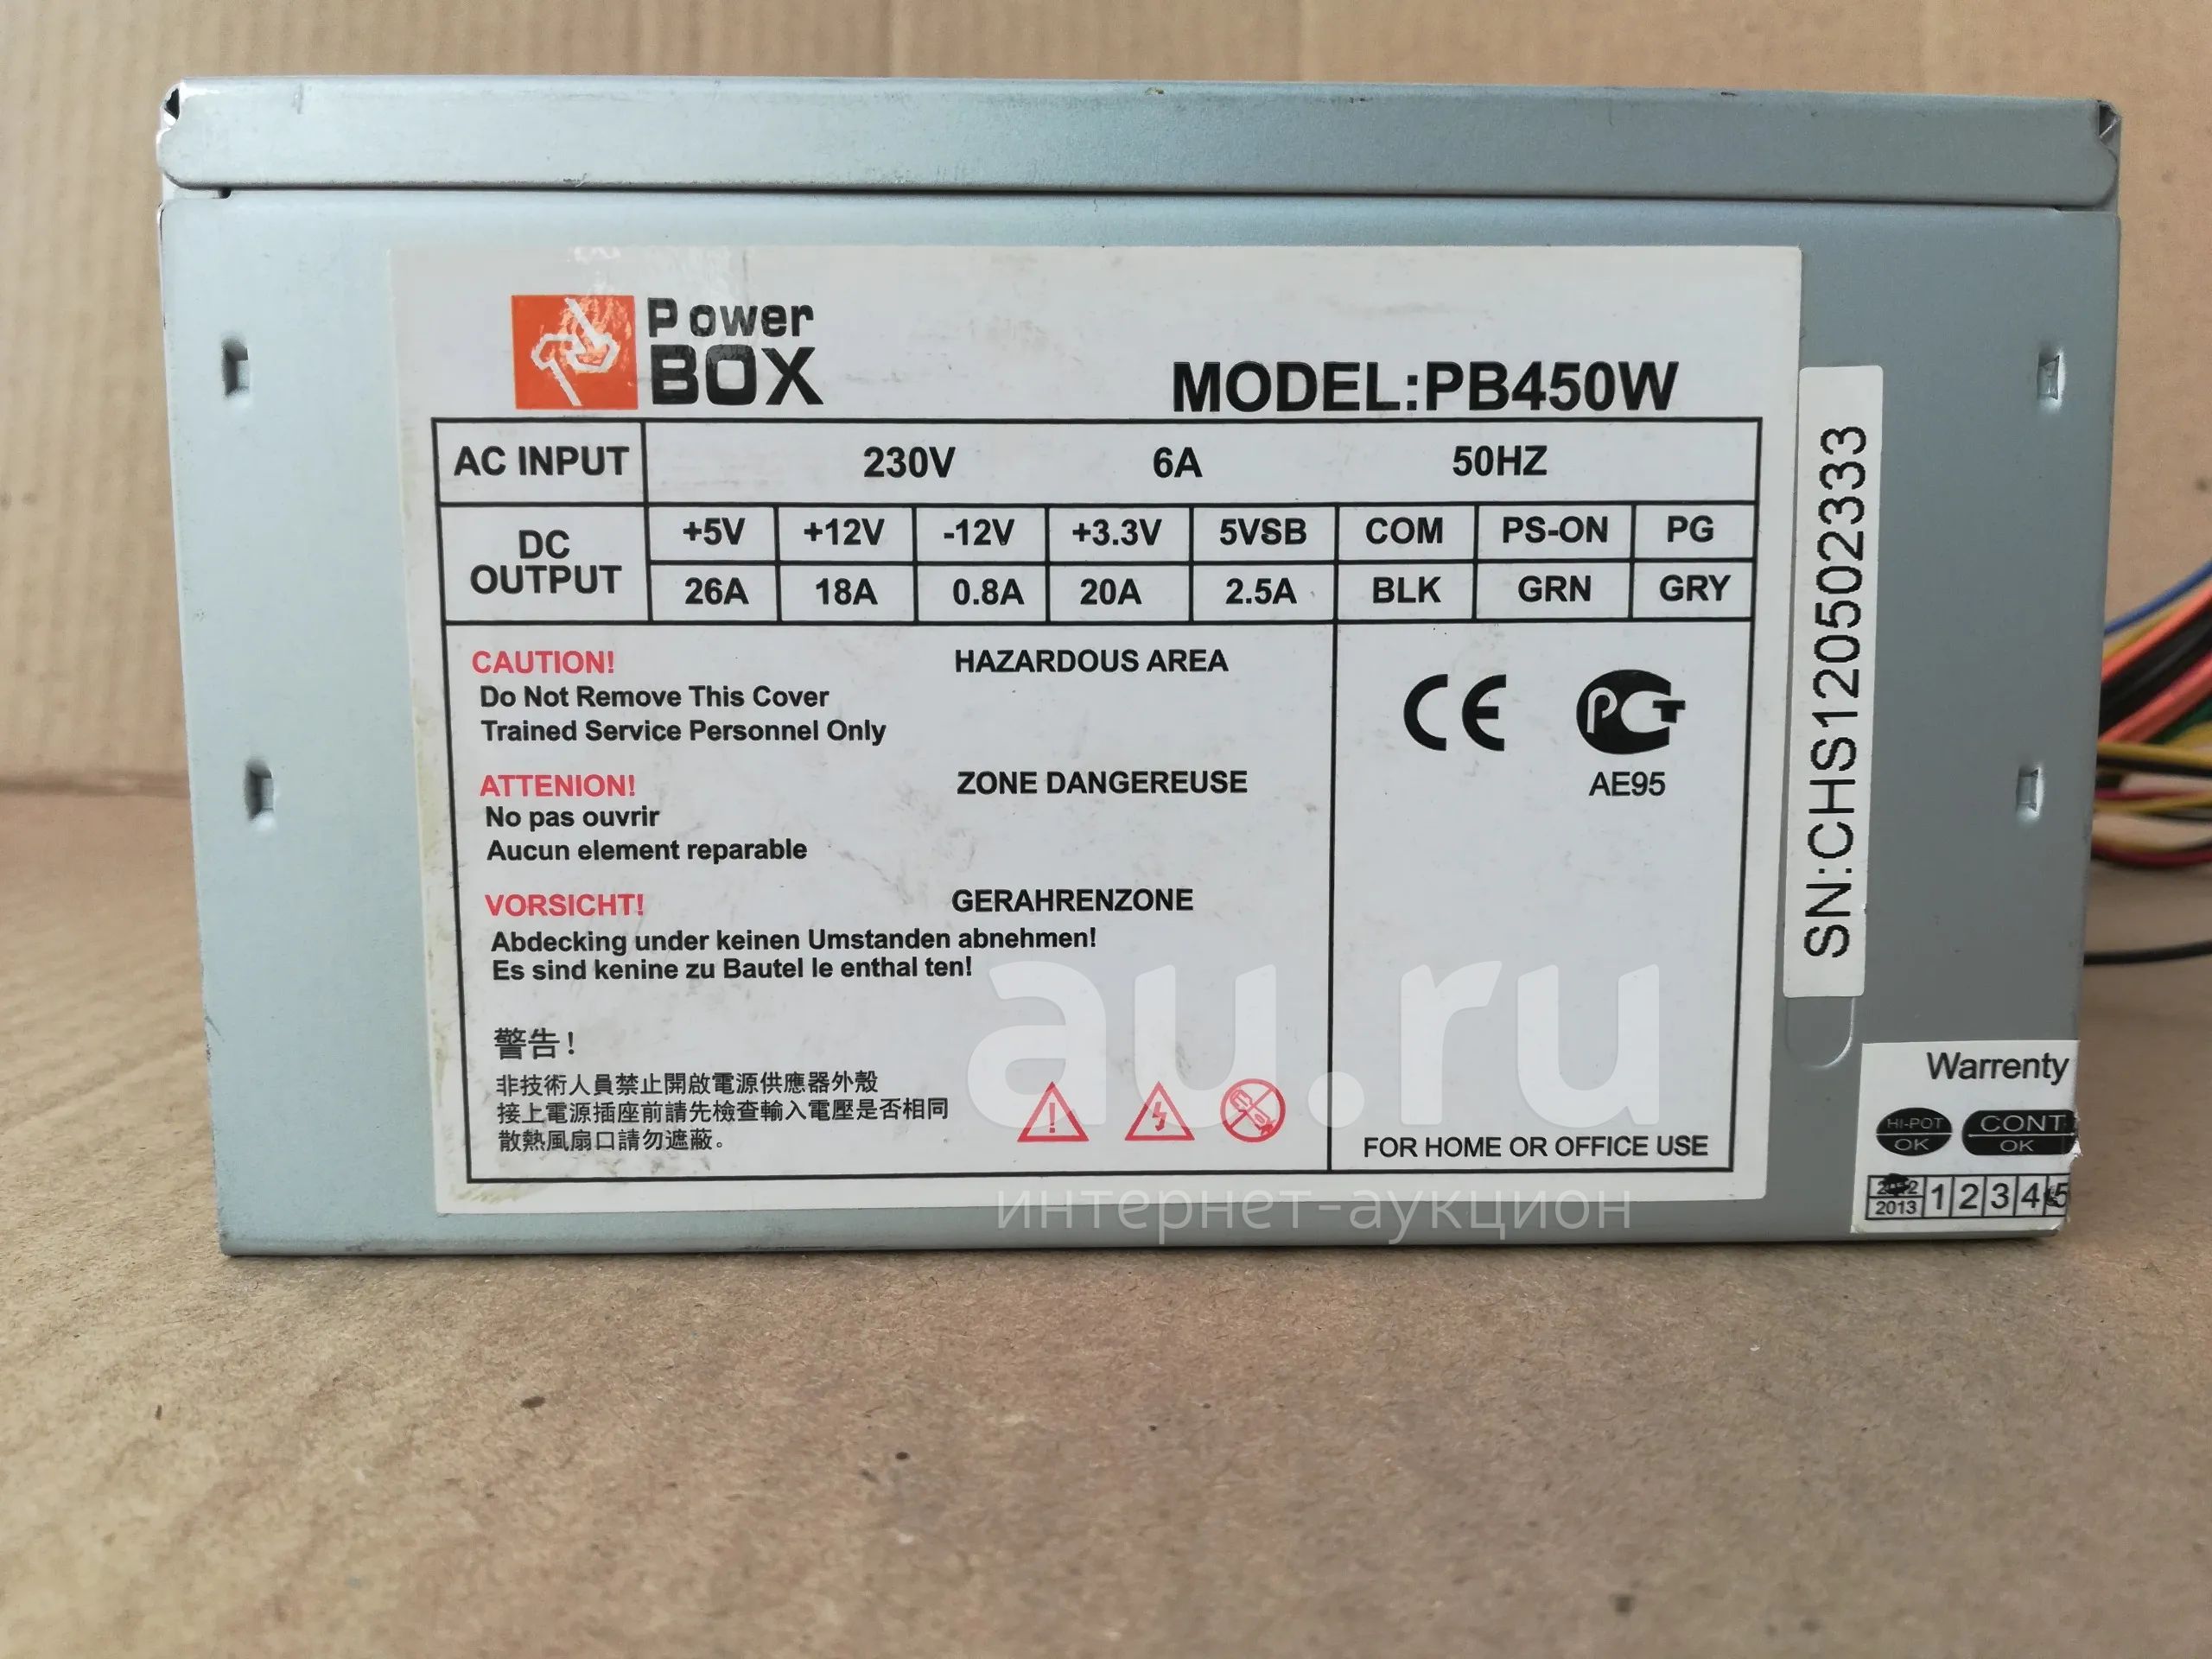 Power
BOX
MODEL:PB450W
AC INPUT 230V 6A 50HZ
DC OUTPUT +5V +12V -12V +3.3V 5VSB COM PS-ON PG
26A 18A 0.8A 20A 2.5A BLK GRN GRY
CAUTION! HAZARDOUS AREA
Do Not Remove This Cover
Trained Service Personnel Only
ATTENION! ZONE DANGEREUSE
No pas ouvrir
Aucun element reparable
VORSICHT! GERAHRENZONE
Abdecking under keinen Umstanden abnehmen!
Es sind kenine zu Bautel le enthal ten!
警告!
非技術人員禁止開啟電源供應器外殼
接上電源插座前請先檢查輸入電壓是否相同
散熱風扇口請勿遮蔽。
CE PCT
AE95
FOR HOME OR OFFICE USE
SN:CHS120502333
Warrenty
HI-POT OK
CONT OK
2012
2013 1 2 3 4 5
au.ru
интернет-аукцион